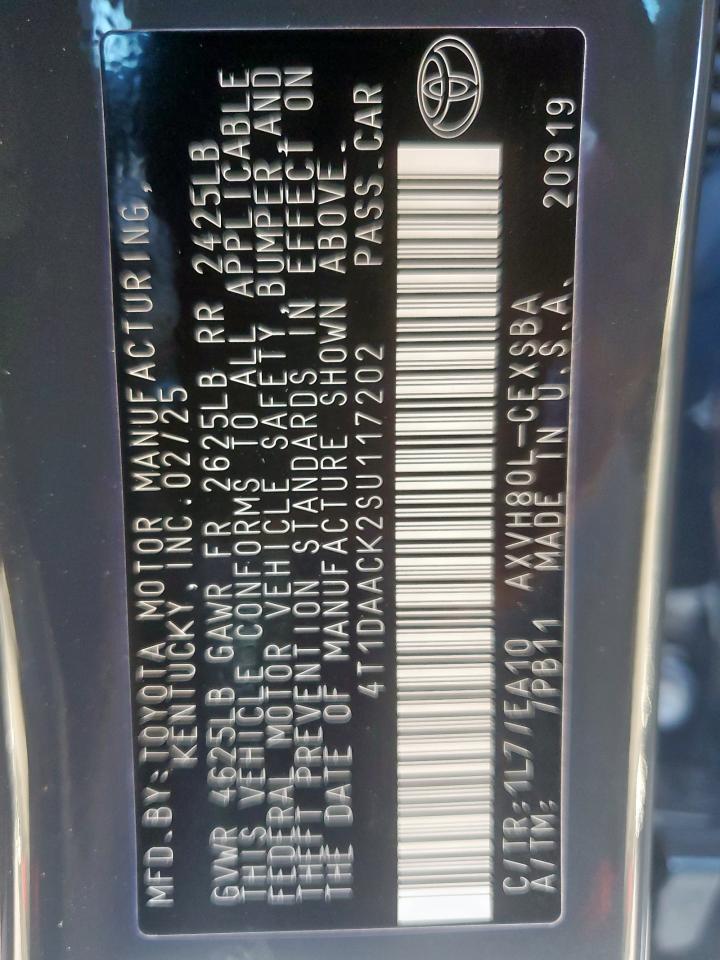 MFD.BY:TOYOTA MOTOR MANUFACTURING,
KENTUCKY,INC.02/25
GVWR 4625LB GAWR FR 2625LB RR 2425LB
THIS VEHICLE CONFORMS TO ALL APPLICABLE
FEDERAL MOTOR VEHICLE SAFETY,BUMPER,AND
THEFT PREVENTION STANDARDS IN EFFECT ON
THE DATE OF MANUFACTURE SHOWN ABOVE.
4T1DAACK2SU117202 PASS.CAR
C/TR:1L7/EA10 AXVH80L-CEXSBA
A/TM: /PB11 MADE IN U.S.A. 20919